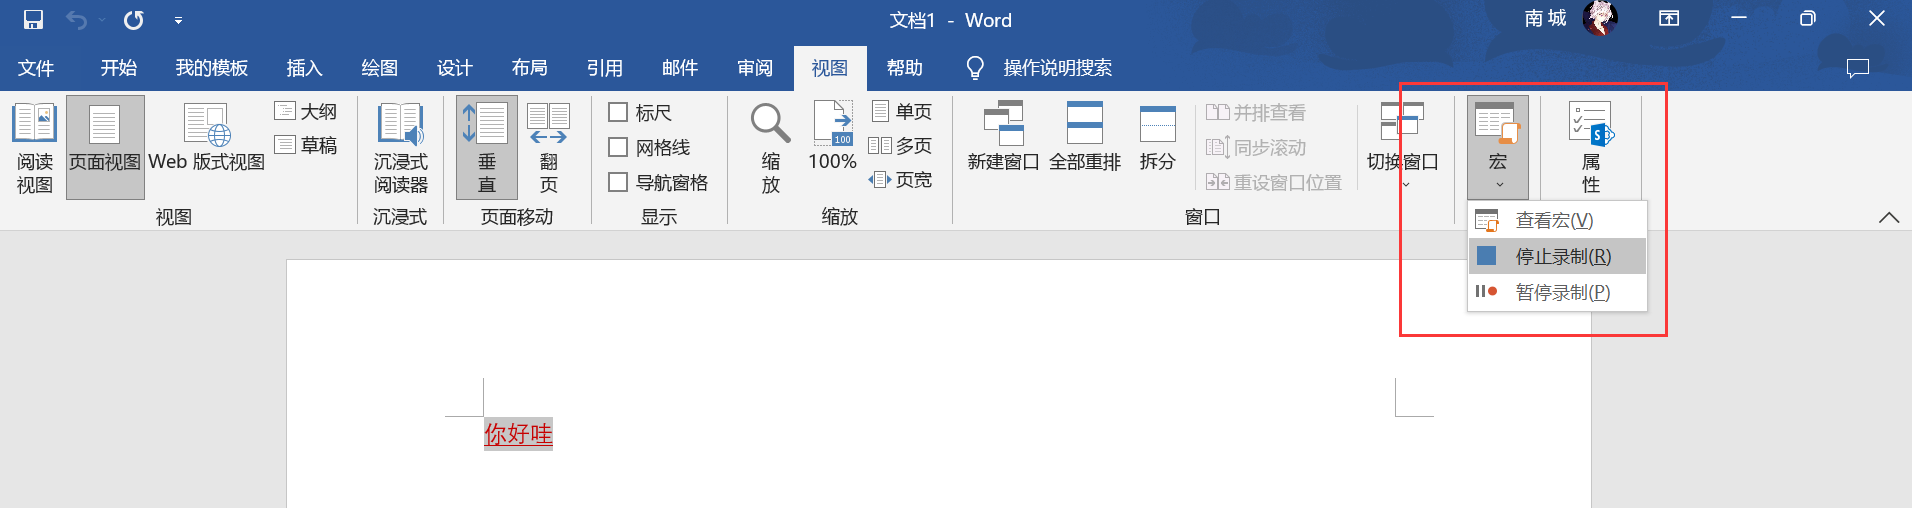 文档1 - Word
南 城
文件 开始 我的模板 插入 绘图 设计 布局 引用 邮件 审阅 视图 帮助 操作说明搜索
阅读
视图
页面视图
Web 版式视图
大纲
草稿
视图
沉浸式
阅读器
沉浸式
垂
直
翻
页
页面移动
标尺
网格线
导航窗格
显示
缩
放
100
100%
单页
多页
页宽
缩放
新建窗口
全部重排
拆分
并排查看
同步滚动
重设窗口位置
切换窗口
窗口
宏
S
属
性
查看宏(V)
停止录制(R)
暂停录制(P)
你好哇